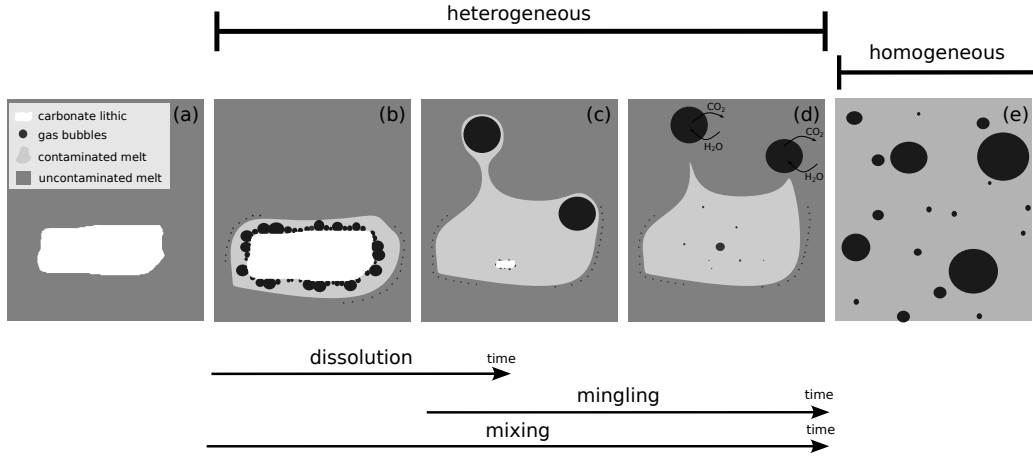 heterogeneous
homogeneous
(a)
carbonate lithic
gas bubbles
contaminated melt
uncontaminated melt
(b)
(c)
(d)
CO2
H2O
CO2
H2O
(e)
dissolution
time
mingling
time
mixing
time